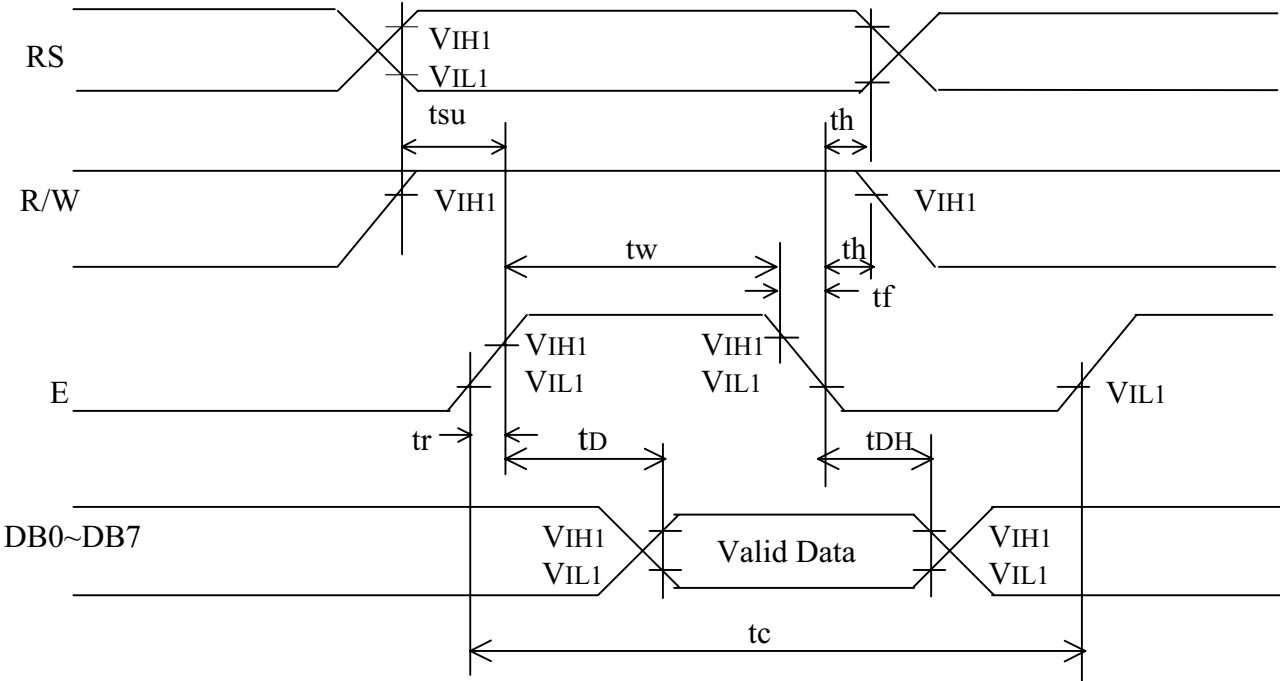 VIH1
RS
VIL1
tsu
th
R/W
VIH1
VIH1
tw
th
tf
VIH1
VIH1
E
VIL1
VIL1
VIL1
tr
tD
tDH
DB0~DB7
VIH1
Valid Data
VIH1
VIL1
VIL1
tc